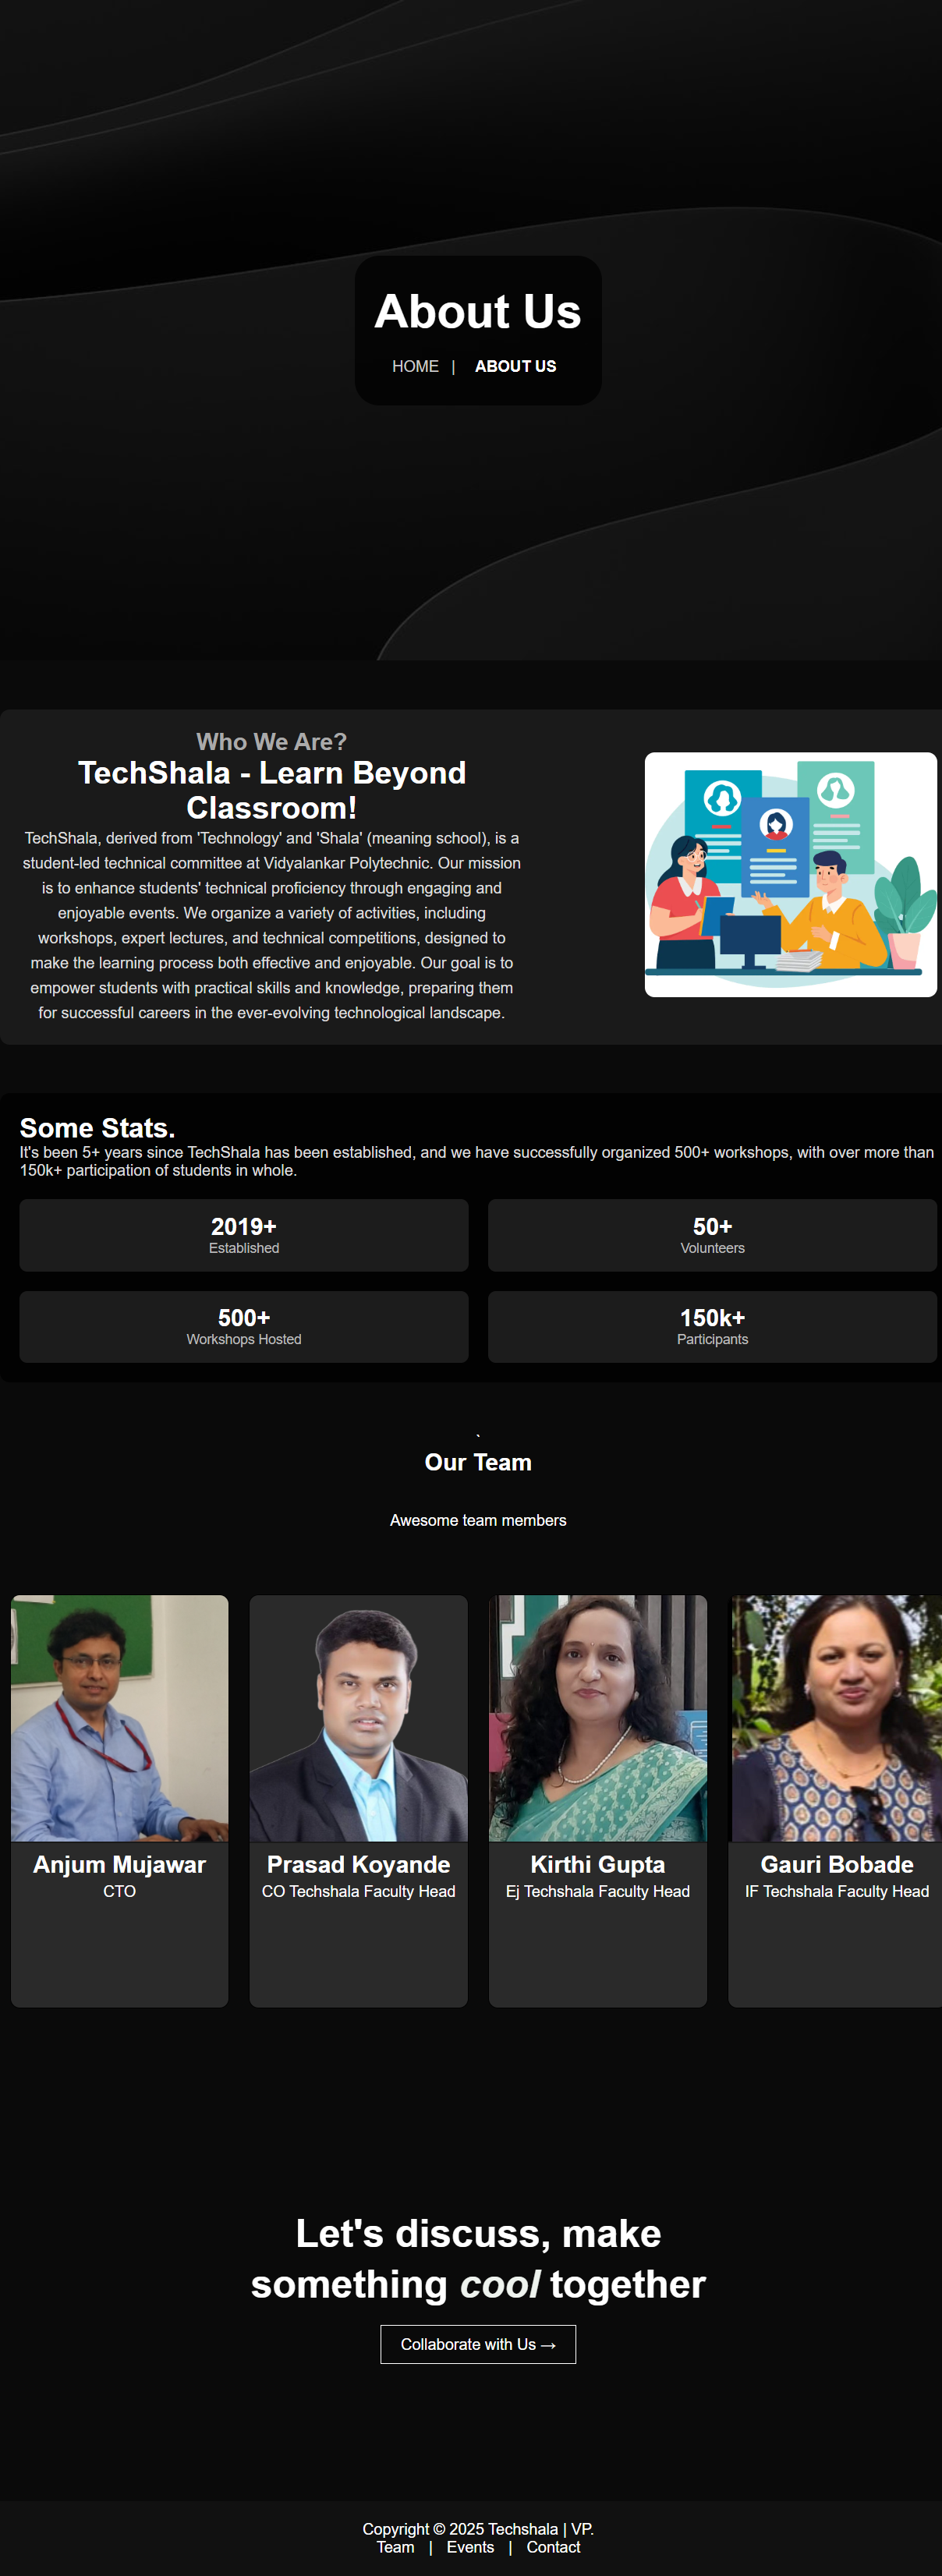 About Us
HOME | ABOUT US
Who We Are?
TechShala - Learn Beyond
Classroom!
TechShala, derived from 'Technology' and 'Shala' (meaning school), is a
student-led technical committee at Vidyalankar Polytechnic. Our mission
is to enhance students' technical proficiency through engaging and
enjoyable events. We organize a variety of activities, including
workshops, expert lectures, and technical competitions, designed to
make the learning process both effective and enjoyable. Our goal is to
empower students with practical skills and knowledge, preparing them
for successful careers in the ever-evolving technological landscape.
Some Stats.
It's been 5+ years since TechShala has been established, and we have successfully organized 500+ workshops, with over more than
150k+ participation of students in whole.
2019+
Established
50+
Volunteers
500+
Workshops Hosted
150k+
Participants
`
Our Team
Awesome team members
Anjum Mujawar
CTO
Prasad Koyande
CO Techshala Faculty Head
Kirthi Gupta
Ej Techshala Faculty Head
Gauri Bobade
IF Techshala Faculty Head
Let's discuss, make
something cool together
Collaborate with Us →
Copyright © 2025 Techshala | VP.
Team | Events | Contact